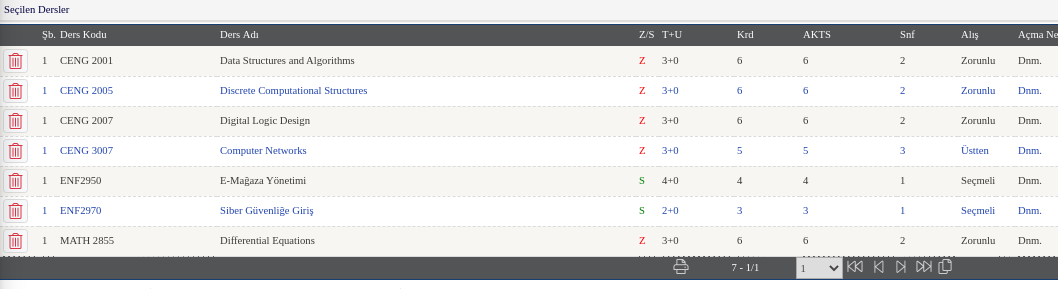 Seçilen Dersler
Şb. Ders Kodu Ders Adı Z/S T+U Krd AKTS Snf Alış Açma Ne
1 CENG 2001 Data Structures and Algorithms Z 3+0 6 6 2 Zorunlu Dnm.
1 CENG 2005 Discrete Computational Structures Z 3+0 6 6 2 Zorunlu Dnm.
1 CENG 2007 Digital Logic Design Z 3+0 6 6 2 Zorunlu Dnm.
1 CENG 3007 Computer Networks Z 3+0 5 5 3 Üstten Dnm.
1 ENF2950 E-Mağaza Yönetimi S 4+0 4 4 1 Seçmeli Dnm.
1 ENF2970 Siber Güvenliğe Giriş S 2+0 3 3 1 Seçmeli Dnm.
1 MATH 2855 Differential Equations Z 3+0 6 6 2 Zorunlu Dnm.
7 - 1/1 1